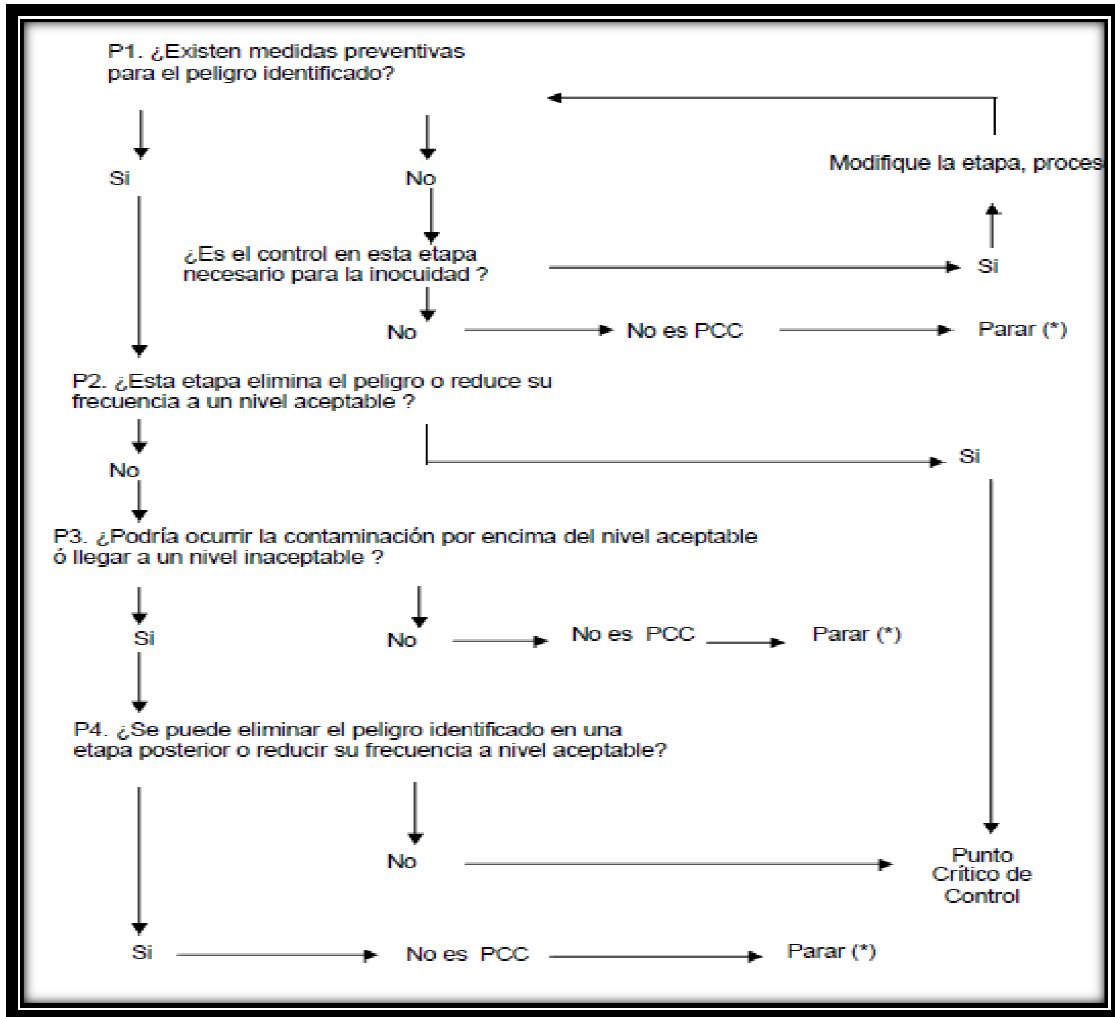 P1. ¿Existen medidas preventivas
para el peligro identificado?
Modifique la etapa, proces
Si
No
¿Es el control en esta etapa
necesario para la inocuidad ?
Si
No
No es PCC
Parar (*)
P2. ¿Esta etapa elimina el peligro o reduce su
frecuencia a un nivel aceptable ?
Si
No
P3. ¿Podría ocurrir la contaminación por encima del nivel aceptable
ó llegar a un nivel inaceptable ?
Si
No
No es PCC
Parar (*)
P4. ¿Se puede eliminar el peligro identificado en una
etapa posterior o reducir su frecuencia a nivel aceptable?
No
Punto
Crítico de
Control
Si
No es PCC
Parar (*)